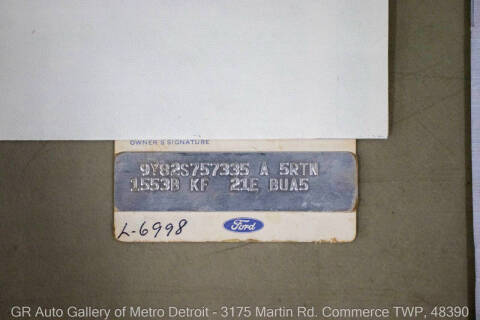 OWNER'S SIGNATURE
9Y82S757335 A 5RTN
1553B KF 21E BUA5
L-6998
Ford
GR Auto Gallery of Metro Detroit - 3175 Martin Rd. Commerce TWP, 48390